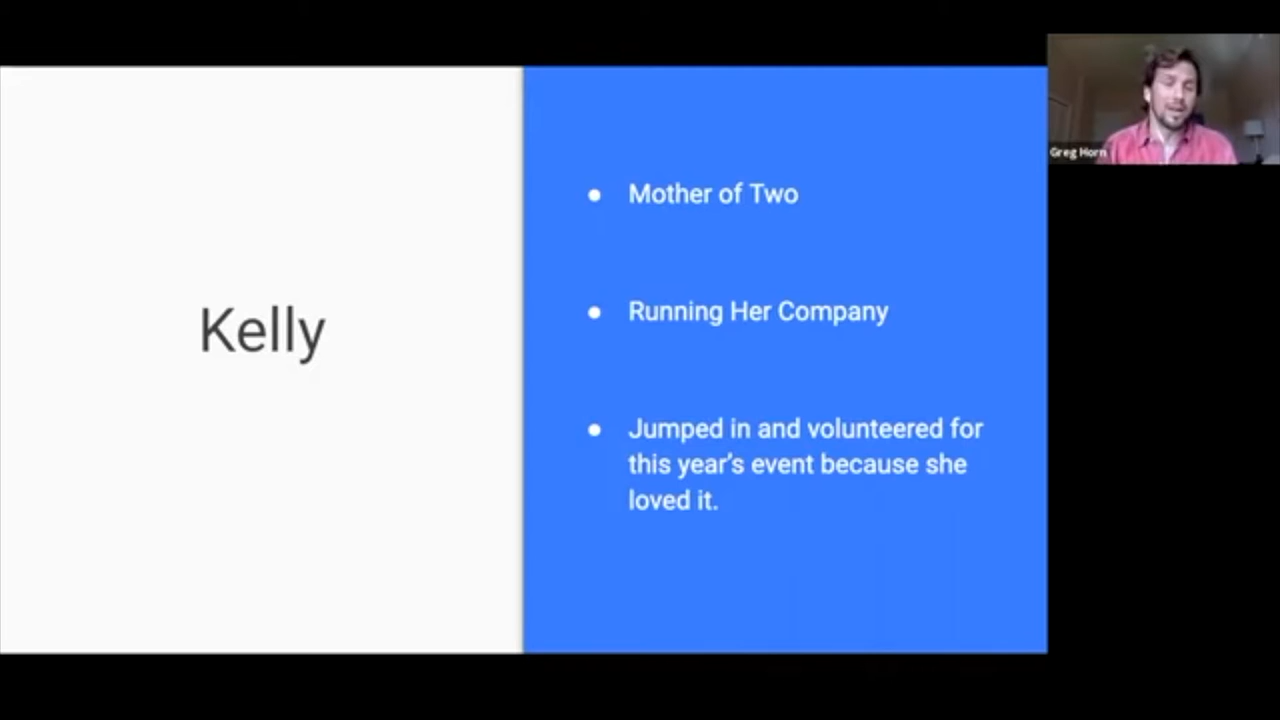 Kelly
● Mother of Two
● Running Her Company
● Jumped in and volunteered for
this year's event because she
loved it.
Greg Horn